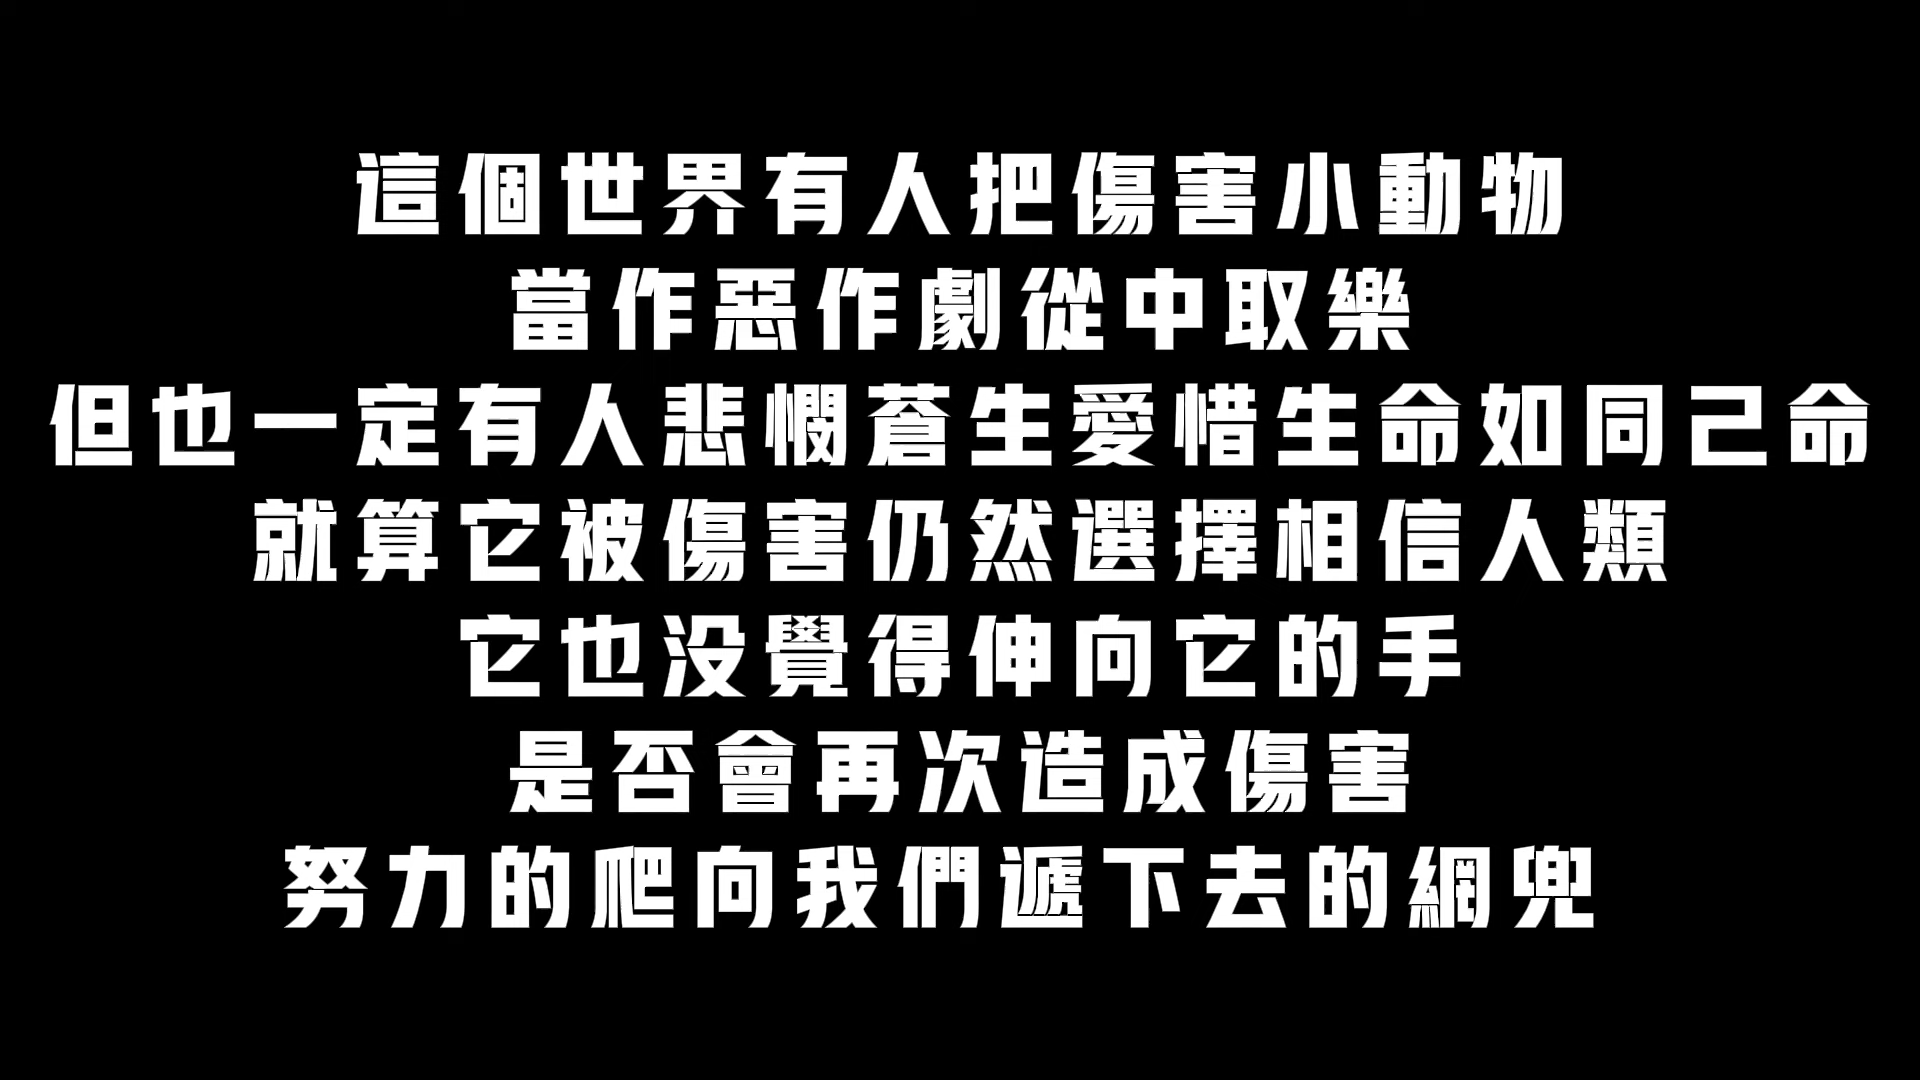 這個世界有人把傷害小動物
當作惡作劇從中取樂
但也一定有人悲憫蒼生愛惜生命如同己命
就算它被傷害仍然選擇相信人類
它也没覺得伸向它的手
是否會再次造成傷害
努力的爬向我們遞下去的網兜